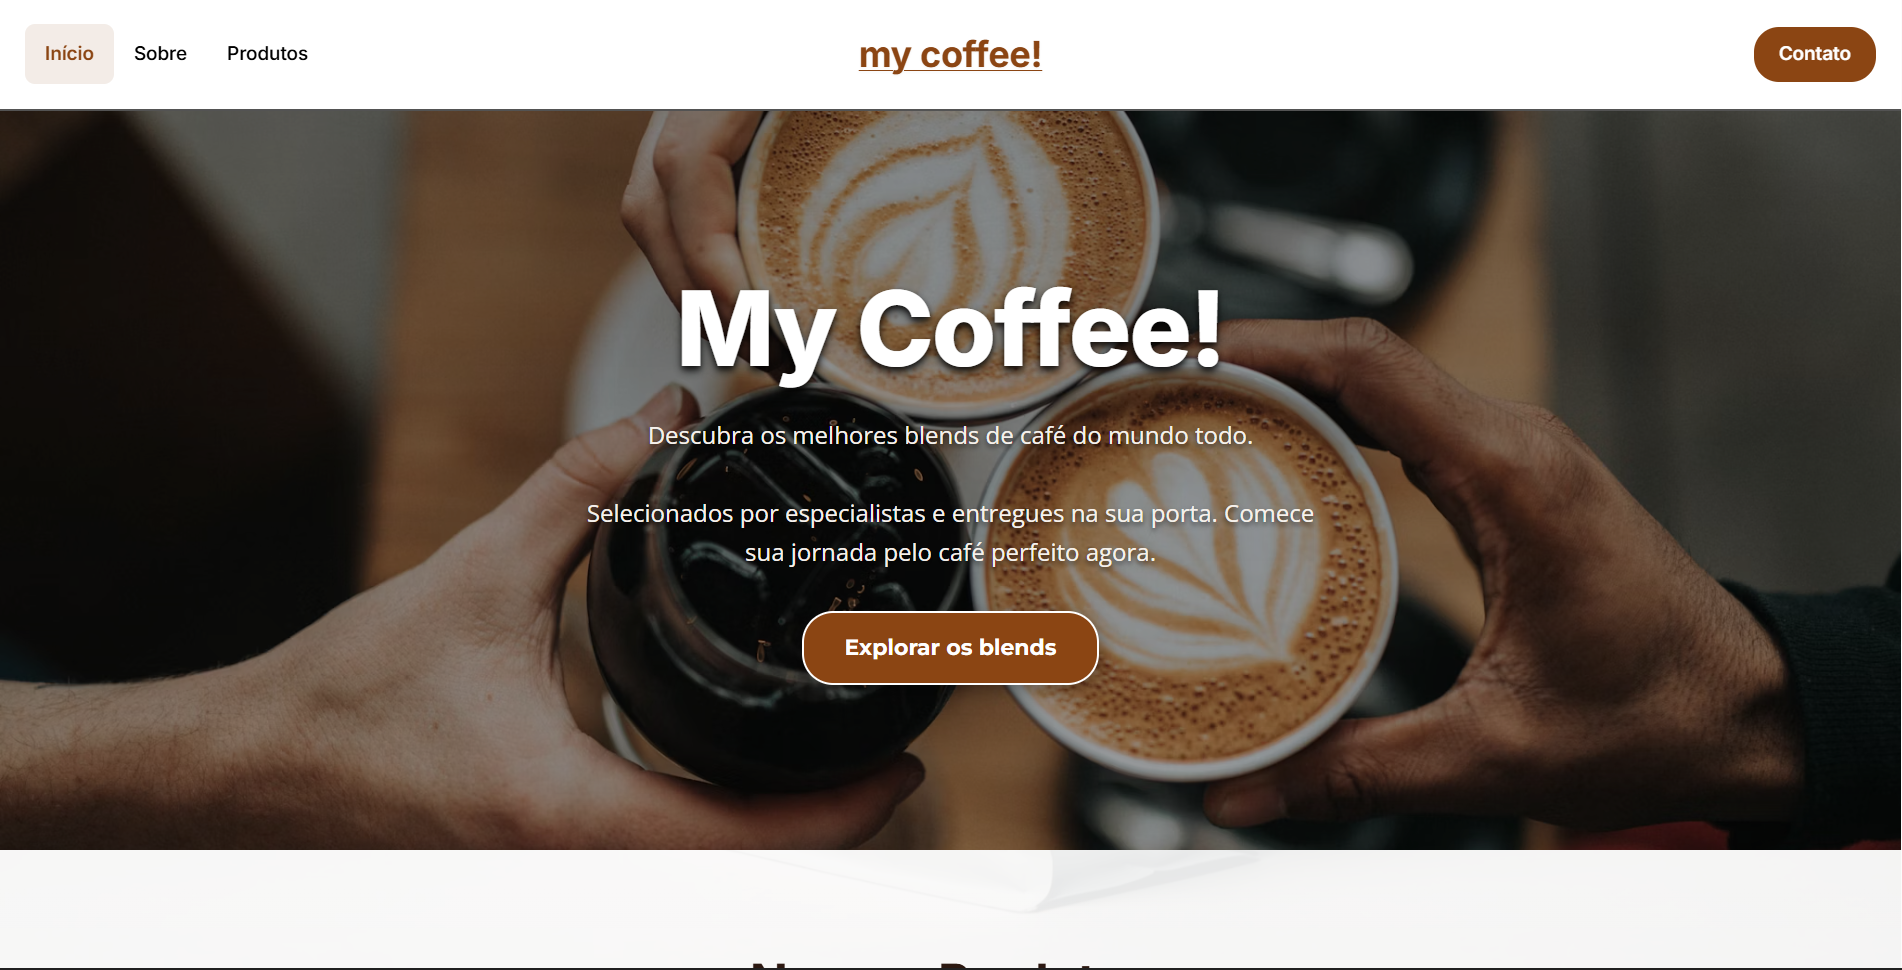 Início
Sobre
Produtos
my coffee!
Contato
My Coffee!
Descubra os melhores blends de café do mundo todo.
Selecionados por especialistas e entregues na sua porta. Comece
sua jornada pelo café perfeito agora.
Explorar os blends